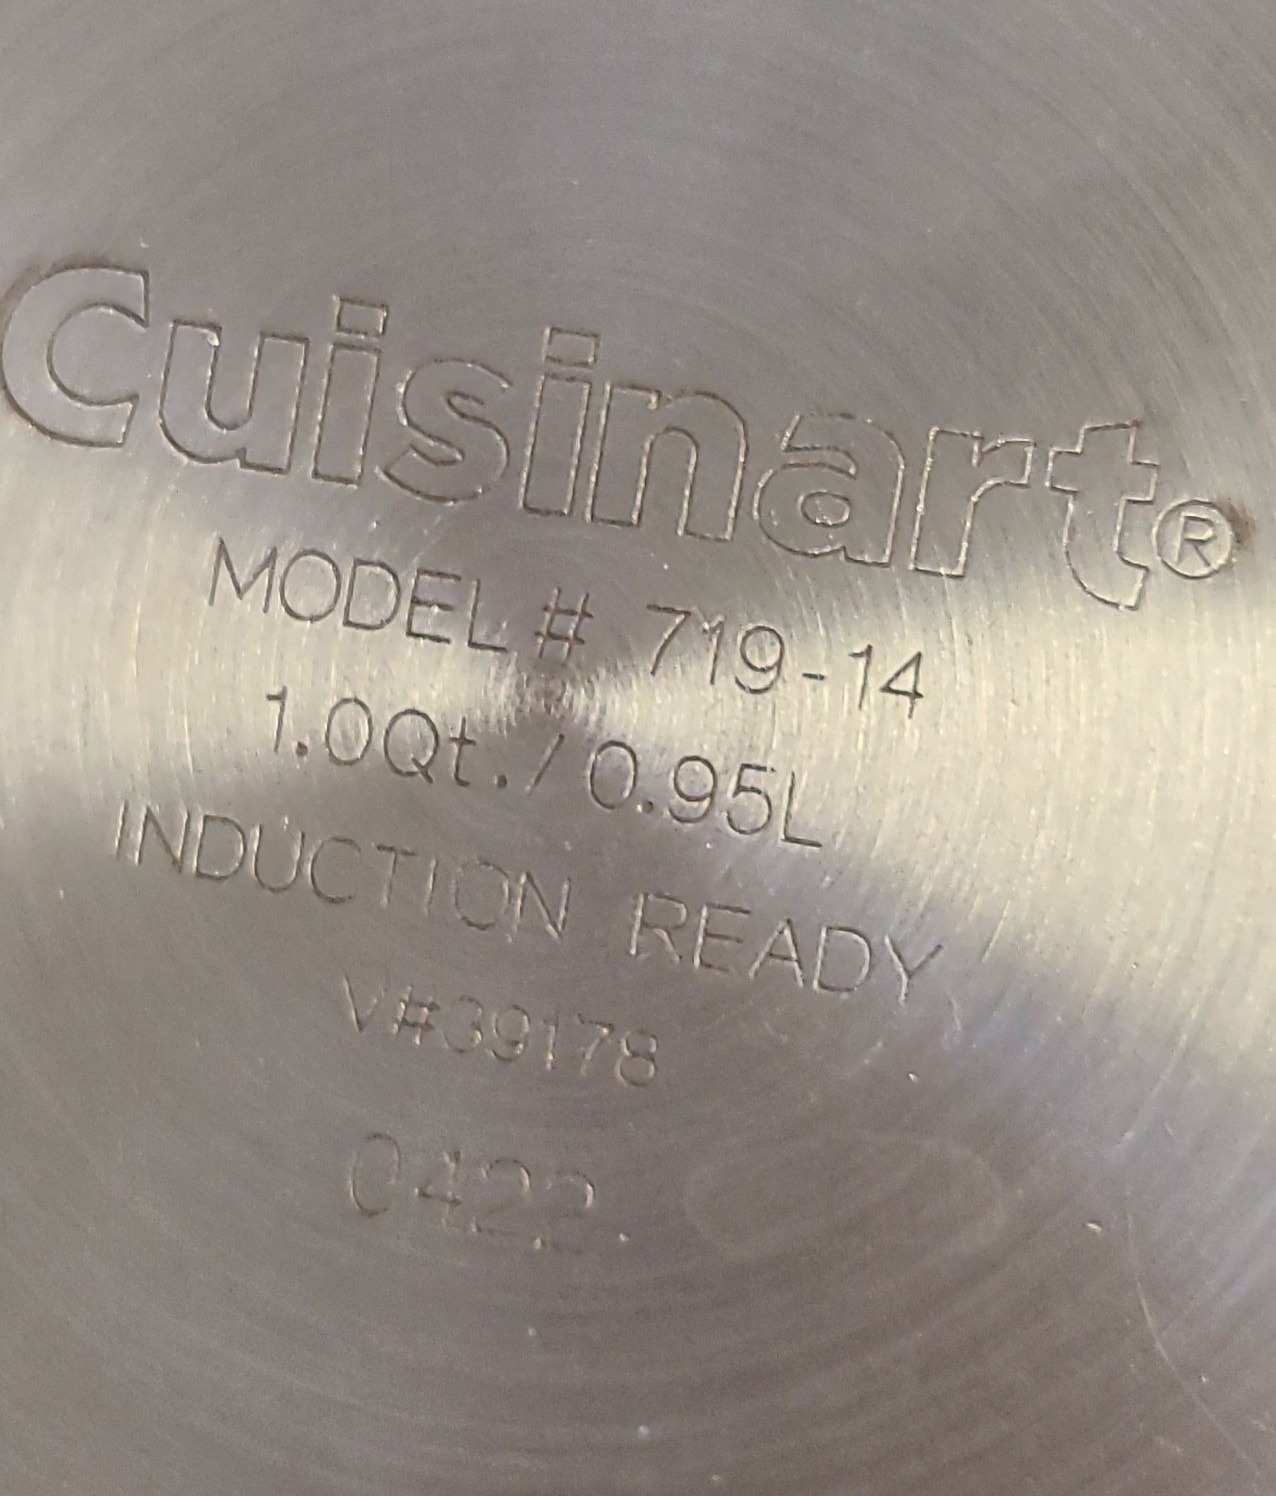 Cuisinart®
MODEL # 719-14
1.0Qt./0.95L
INDUCTION READY
V#39178
0422